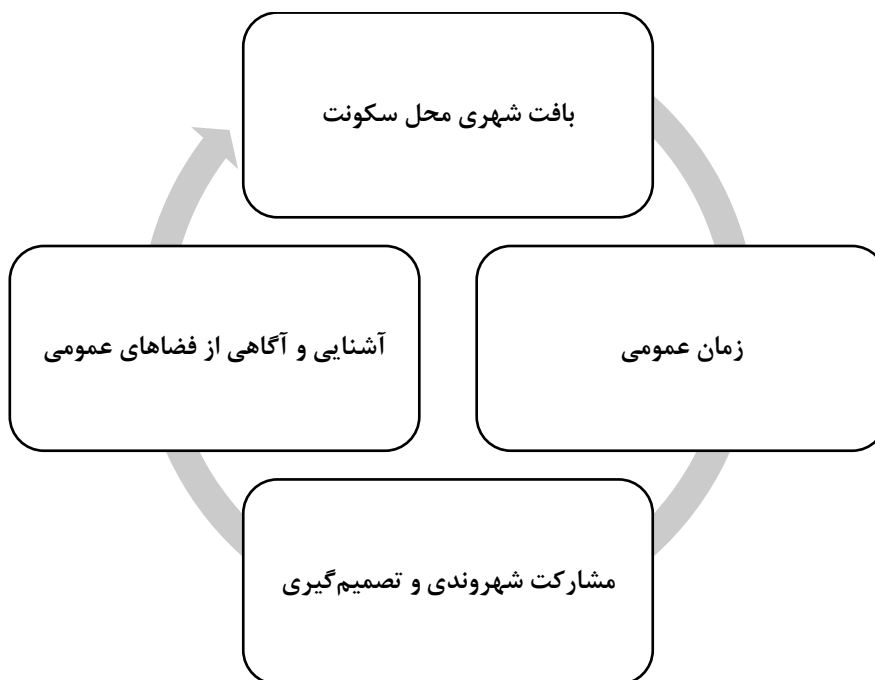 بافت شهری محل سکونت
زمان عمومی
آشنایی و آگاهی از فضاهای عمومی
مشارکت شهروندی و تصمیم‌گیری